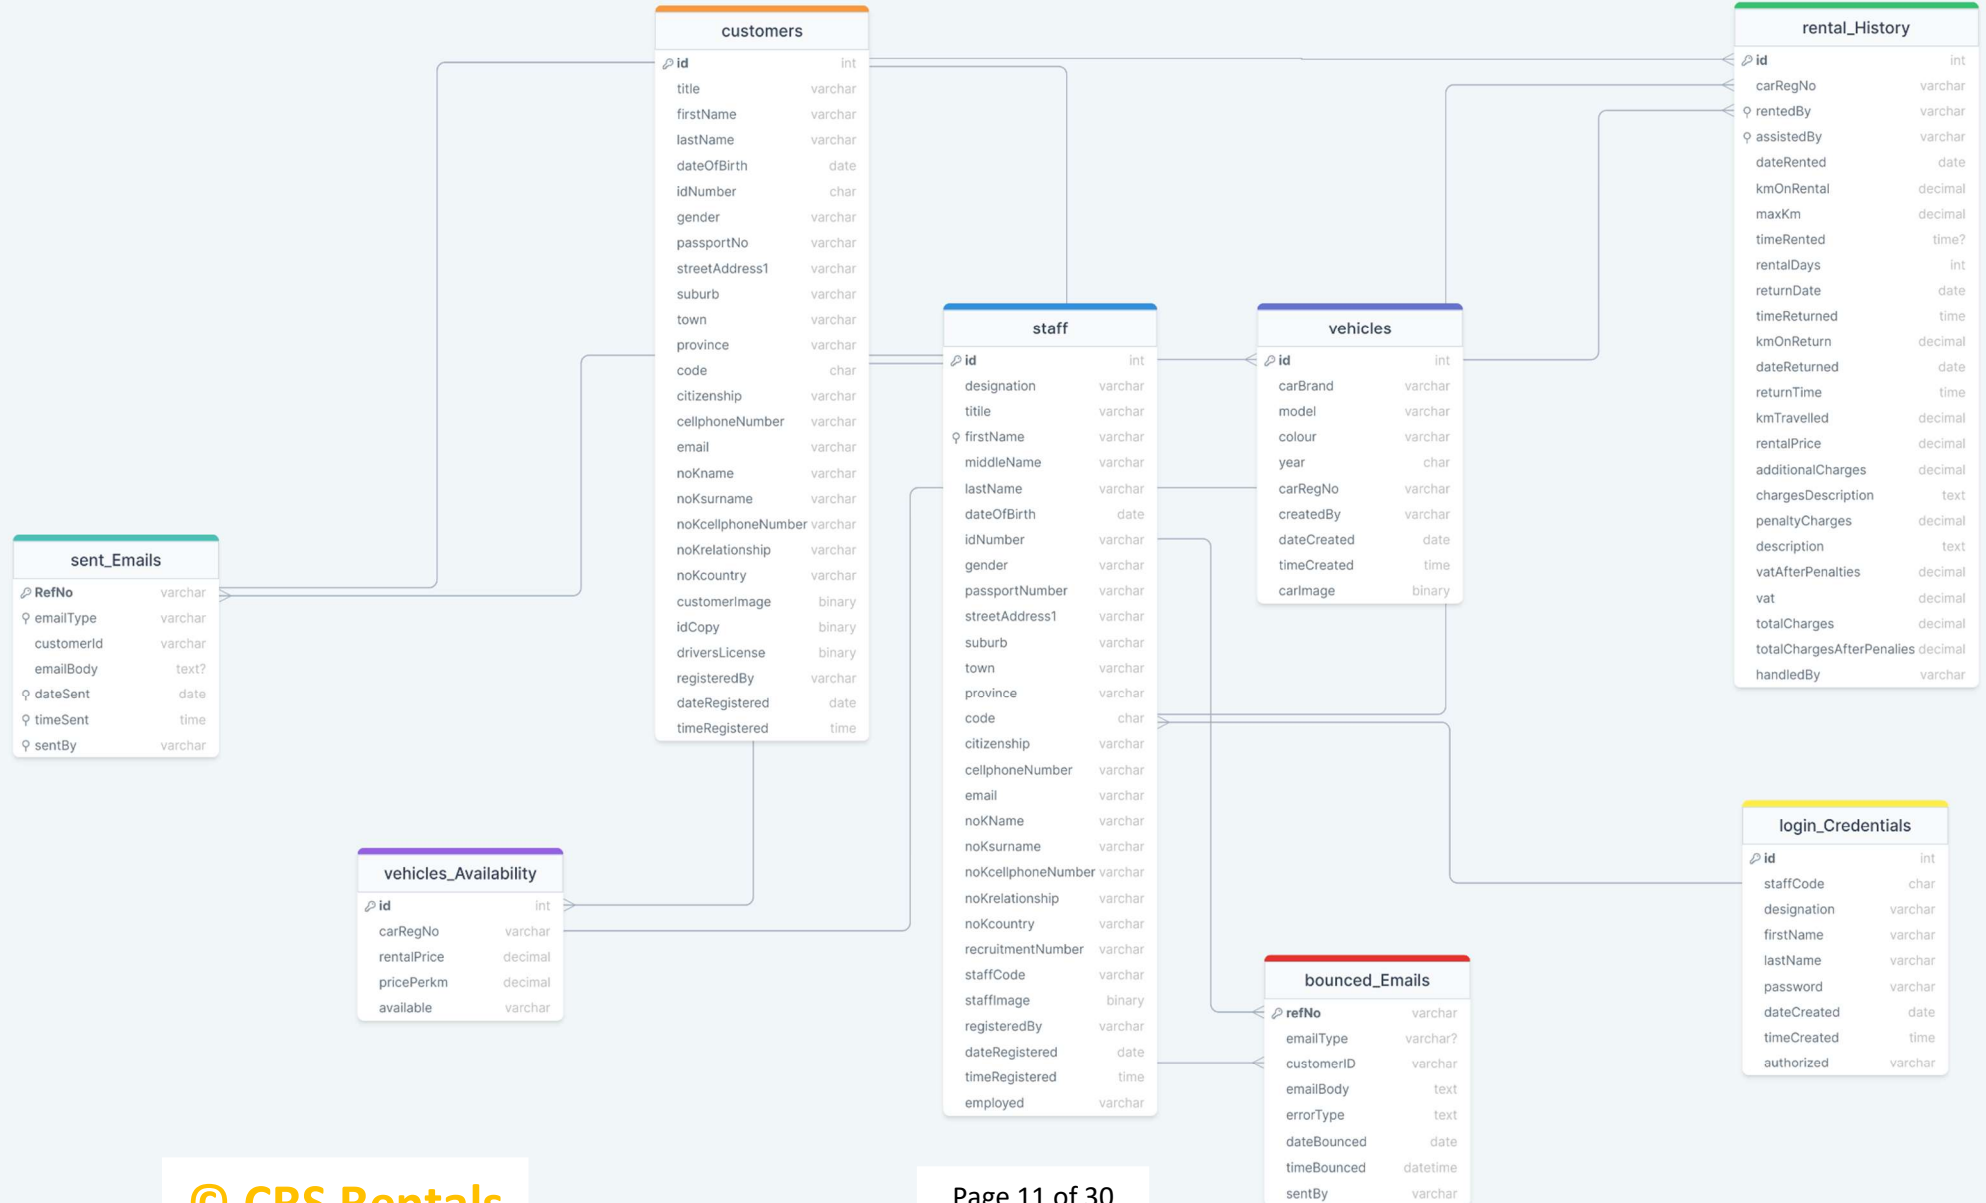 customers
id int
title varchar
firstName varchar
lastName varchar
dateOfBirth date
idNumber char
gender varchar
passportNo varchar
streetAddress1 varchar
suburb varchar
town varchar
province varchar
code char
citizenship varchar
cellphoneNumber varchar
email varchar
noKname varchar
noKsurname varchar
noKcellphoneNumber varchar
noKrelationship varchar
noKcountry varchar
customerImage binary
idCopy binary
driversLicense binary
registeredBy varchar
dateRegistered date
timeRegistered time
rental_History
id int
carRegNo varchar
rentedBy varchar
assistedBy varchar
dateRented date
kmOnRental decimal
maxKm decimal
timeRented time?
rentalDays int
returnDate date
timeReturned time
kmOnReturn decimal
dateReturned date
returnTime time
kmTravelled decimal
rentalPrice decimal
additionalCharges decimal
chargesDescription text
penaltyCharges decimal
description text
vatAfterPenalties decimal
vat decimal
totalCharges decimal
totalChargesAfterPenalies decimal
handledBy varchar
staff
id int
designation varchar
titile varchar
firstName varchar
middleName varchar
lastName varchar
dateOfBirth date
idNumber varchar
gender varchar
passportNumber varchar
streetAddress1 varchar
suburb varchar
town varchar
province varchar
code char
citizenship varchar
cellphoneNumber varchar
email varchar
noKName varchar
noKsurname varchar
noKcellphoneNumber varchar
noKrelationship varchar
noKcountry varchar
recruitmentNumber varchar
staffCode varchar
staffImage binary
registeredBy varchar
dateRegistered date
timeRegistered time
employed varchar
vehicles
id int
carBrand varchar
model varchar
colour varchar
year char
carRegNo varchar
createdBy varchar
dateCreated date
timeCreated time
carImage binary
sent_Emails
RefNo varchar
emailType varchar
customerId varchar
emailBody text?
dateSent date
timeSent time
sentBy varchar
vehicles_Availability
id int
carRegNo varchar
rentalPrice decimal
pricePerkm decimal
available varchar
login_Credentials
id int
staffCode char
designation varchar
firstName varchar
lastName varchar
password varchar
dateCreated date
timeCreated time
authorized varchar
bounced_Emails
refNo varchar
emailType varchar?
customerID varchar
emailBody text
errorType text
dateBounced date
timeBounced datetime
sentBy varchar
© CRS Rentals
Page 11 of 30